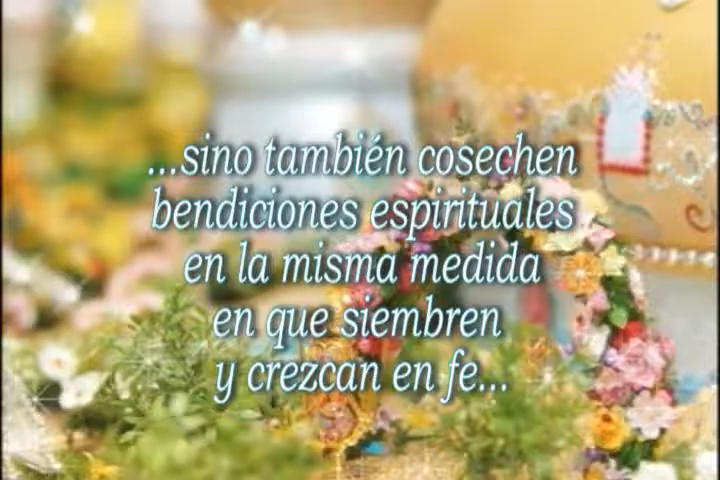 ...sino también cosechen
bendiciones espirituales
en la misma medida
en que siembren
y crezcan en fe...